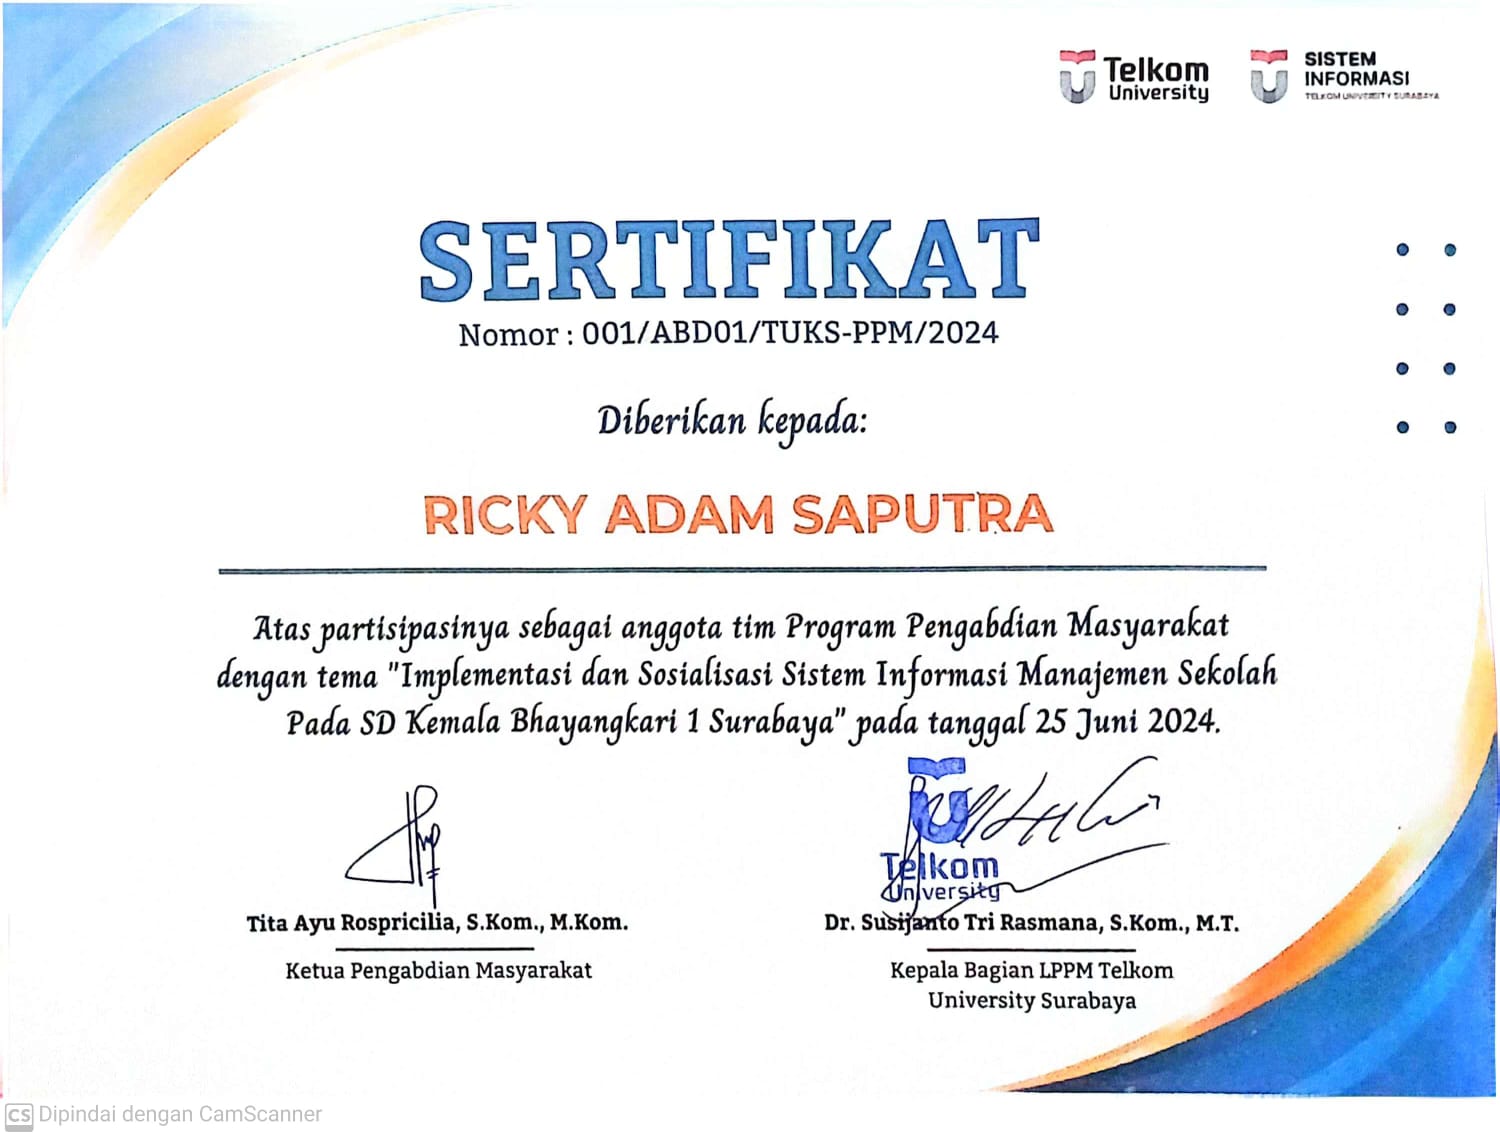 Telkom
University
SISTEM
INFORMASI
TELKOM UNIVERSITY SURABAYA
SERTIFIKAT
Nomor : 001/ABD01/TUKS-PPM/2024
Diberikan kepada:
RICKY ADAM SAPUTRA
Atas partisipasinya sebagai anggota tim Program Pengabdian Masyarakat
dengan tema "Implementasi dan Sosialisasi Sistem Informasi Manajemen Sekolah
Pada SD Kemala Bhayangkari 1 Surabaya" pada tanggal 25 Juni 2024.
Telkom
University
Tita Ayu Rospricilia, S.Kom., M.Kom.
Ketua Pengabdian Masyarakat
Dr. Susijanto Tri Rasmana, S.Kom., M.T.
Kepala Bagian LPPM Telkom
University Surabaya
CS Dipindai dengan CamScanner